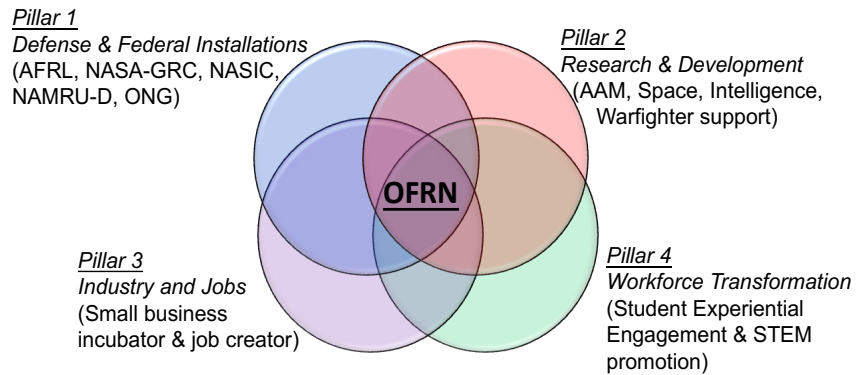 Pillar 1
Defense & Federal Installations
(AFRL, NASA-GRC, NASIC,
NAMRU-D, ONG)
Pillar 2
Research & Development
(AAM, Space, Intelligence,
Warfighter support)
OFRN
Pillar 3
Industry and Jobs
(Small business
incubator & job creator)
Pillar 4
Workforce Transformation
(Student Experiential
Engagement & STEM
promotion)